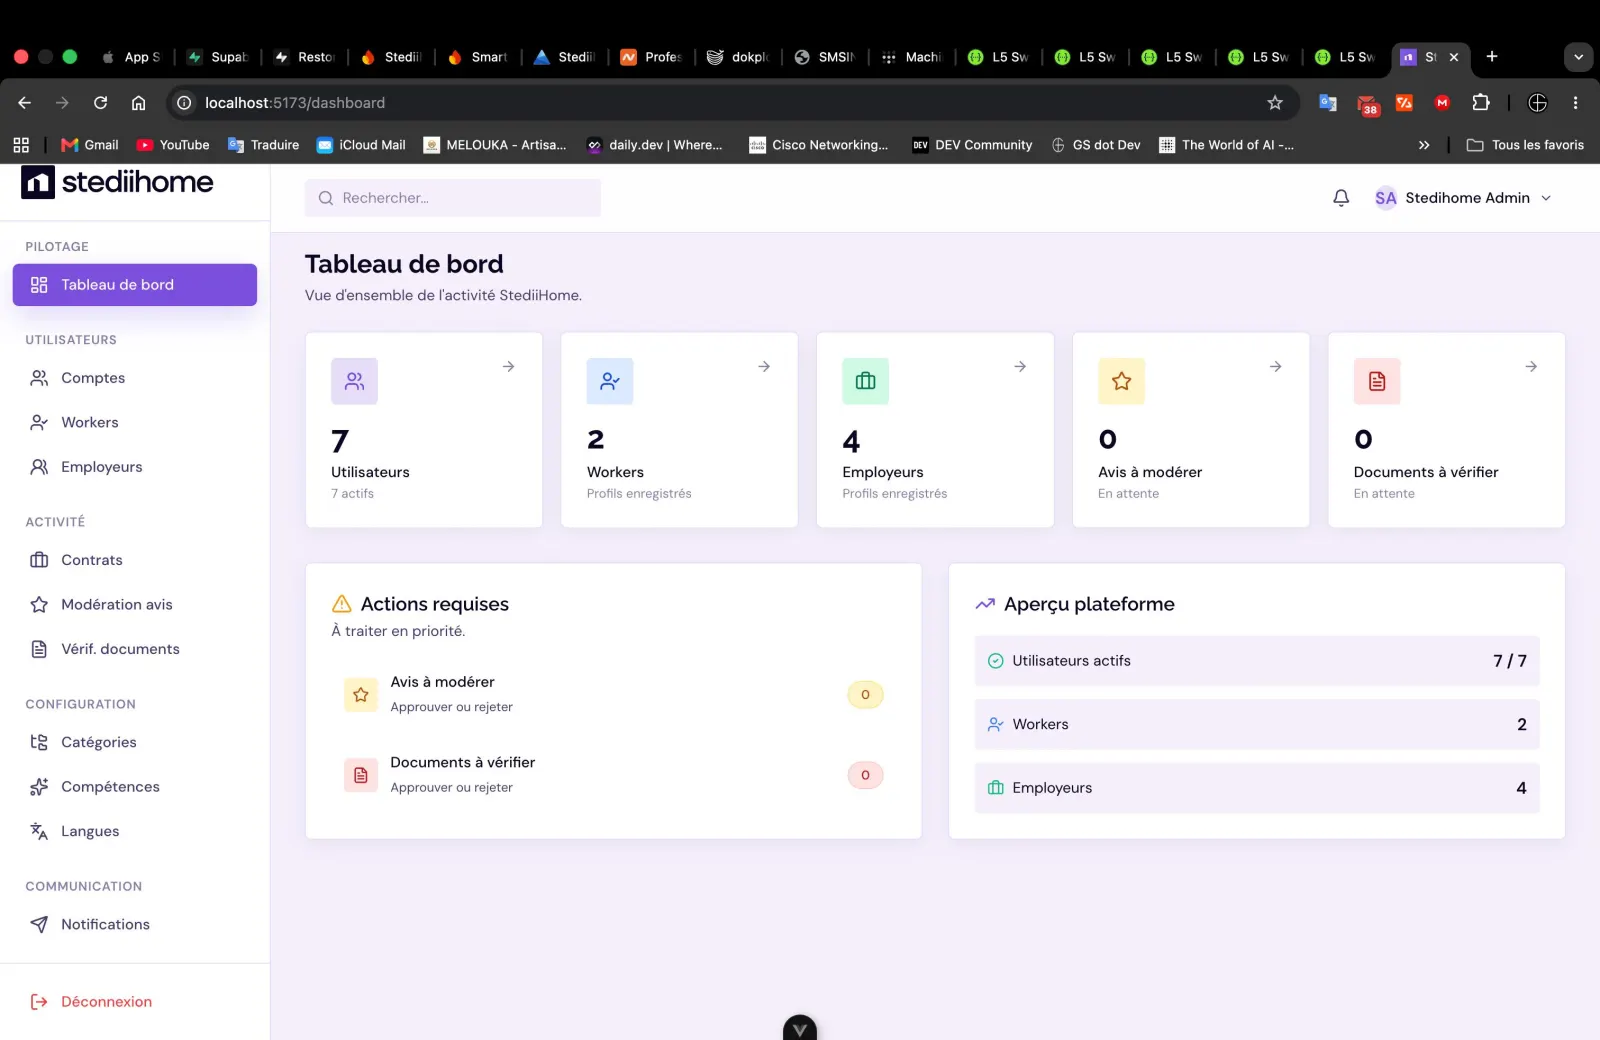 App S
Supab
Resto
Stedii
Smart
Stedii
Profes
dokplo
SMSIN
Machi
L5 Sw
L5 Sw
L5 Sw
L5 Sw
L5 Sw
St
localhost:5173/dashboard
38
Gmail
YouTube
Traduire
iCloud Mail
MELOUKA - Artisa...
daily.dev | Where...
Cisco Networking...
DEV Community
GS dot Dev
The World of AI -...
Tous les favoris
stediihome
Rechercher...
SA Stedihome Admin
PILOTAGE
Tableau de bord
UTILISATEURS
Comptes
Workers
Employeurs
ACTIVITÉ
Contrats
Modération avis
Vérif. documents
CONFIGURATION
Catégories
Compétences
Langues
COMMUNICATION
Notifications
Déconnexion
Tableau de bord
Vue d'ensemble de l'activité StediiHome.
7
Utilisateurs
7 actifs
2
Workers
Profils enregistrés
4
Employeurs
Profils enregistrés
0
Avis à modérer
En attente
0
Documents à vérifier
En attente
Actions requises
À traiter en priorité.
Avis à modérer
Approuver ou rejeter
0
Documents à vérifier
Approuver ou rejeter
0
Aperçu plateforme
Utilisateurs actifs 7 / 7
Workers 2
Employeurs 4